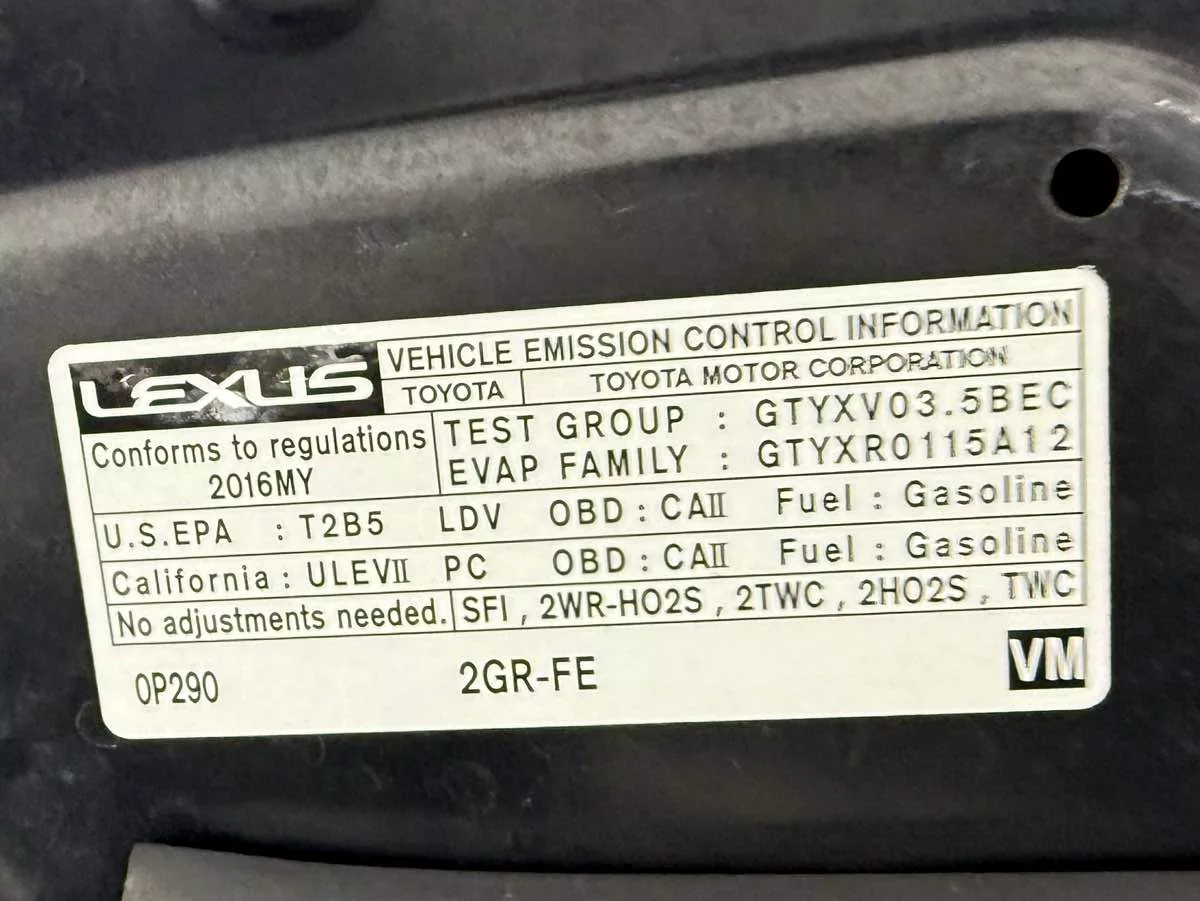 LEXUS
VEHICLE EMISSION CONTROL INFORMATION
TOYOTA TOYOTA MOTOR CORPORATION
Conforms to regulations
2016MY
TEST GROUP : GTYXV03.5BEC
EVAP FAMILY : GTYXR0115A12
U.S.EPA : T2B5 LDV OBD : CAII Fuel : Gasoline
California : ULEVII PC OBD : CAII Fuel : Gasoline
No adjustments needed. SFI , 2WR-HO2S , 2TWC , 2HO2S , TWC
0P290 2GR-FE VM